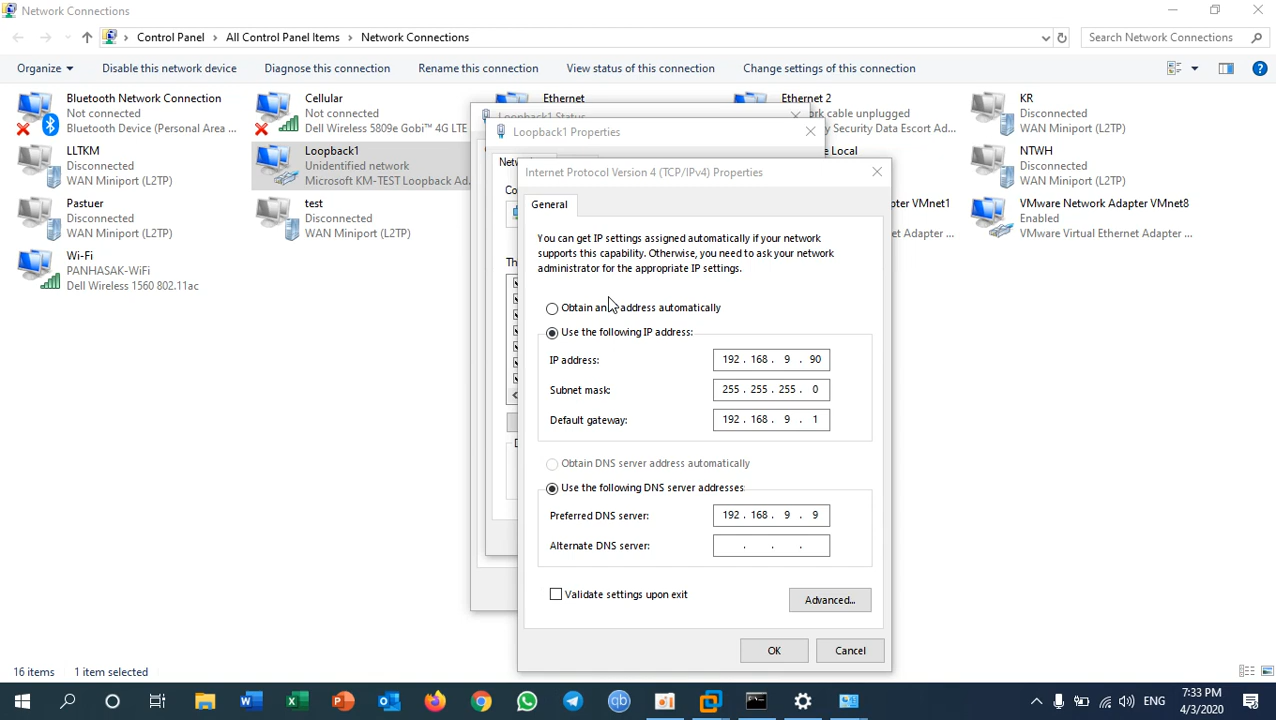 Network Connections
Control Panel > All Control Panel Items > Network Connections
Search Network Connections
Organize
Disable this network device
Diagnose this connection
Rename this connection
View status of this connection
Change settings of this connection
Bluetooth Network Connection
Not connected
Bluetooth Device (Personal Area ...
Cellular
Not connected
Dell Wireless 5809e Gobi™ 4G LTE
Ethernet
Ethernet 2
work cable unplugged
y Security Data Escort Ad...
KR
Disconnected
WAN Miniport (L2TP)
LLTKM
Disconnected
WAN Miniport (L2TP)
Loopback1
Unidentified network
Microsoft KM-TEST Loopback Ad...
Local
NTWH
Disconnected
WAN Miniport (L2TP)
Pastuer
Disconnected
WAN Miniport (L2TP)
test
Disconnected
WAN Miniport (L2TP)
VMnet1
Adapter ...
VMware Network Adapter VMnet8
Enabled
VMware Virtual Ethernet Adapter ...
Wi-Fi
PANHASAK-WiFi
Dell Wireless 1560 802.11ac
Loopback1 Status
Loopback1 Properties
Internet Protocol Version 4 (TCP/IPv4) Properties
General
You can get IP settings assigned automatically if your network
supports this capability. Otherwise, you need to ask your network
administrator for the appropriate IP settings.
Obtain an address automatically
Use the following IP address:
IP address: 192 . 168 . 9 . 90
Subnet mask: 255 . 255 . 255 . 0
Default gateway: 192 . 168 . 9 . 1
Obtain DNS server address automatically
Use the following DNS server addresses:
Preferred DNS server: 192 . 168 . 9 . 9
Alternate DNS server: . . .
Validate settings upon exit
Advanced...
OK
Cancel
16 items
1 item selected
ENG
7:33 PM
4/3/2020